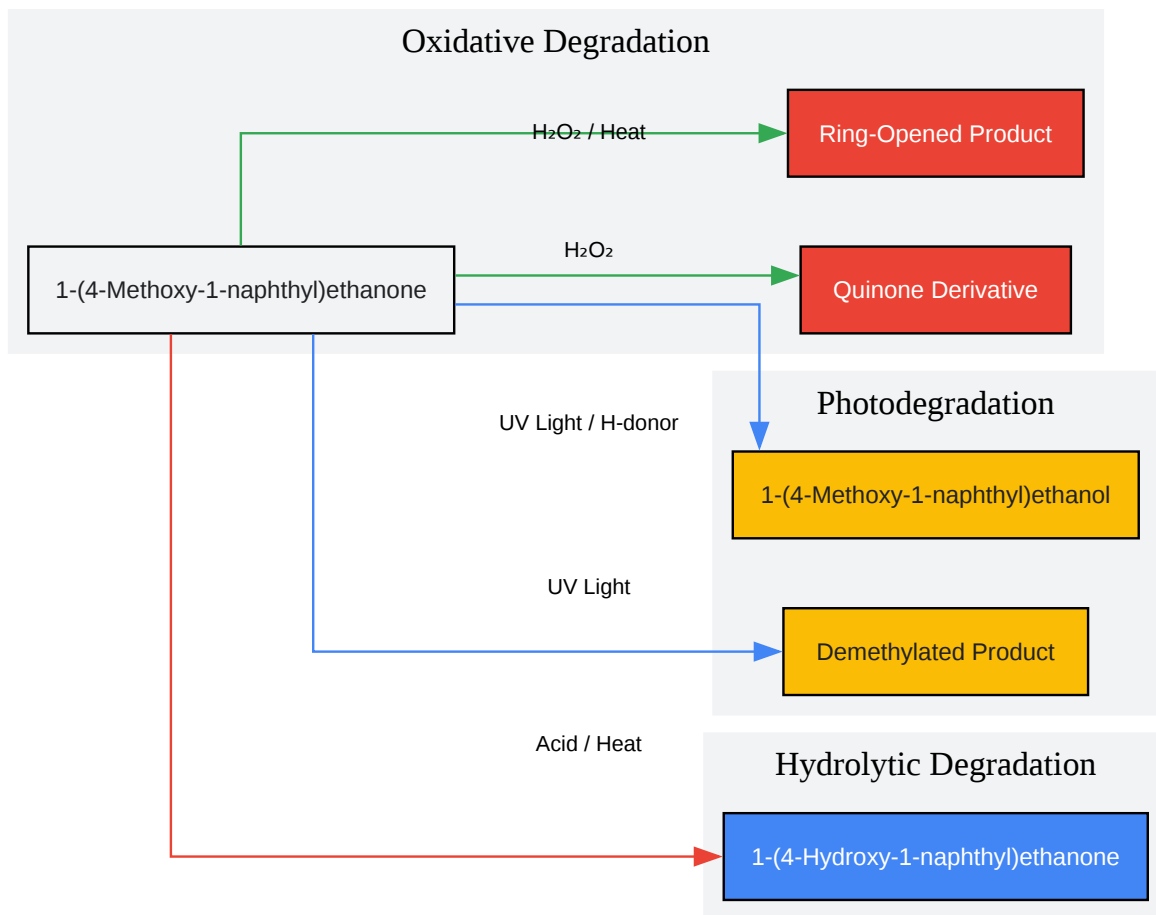 Oxidative Degradation
H₂O₂ / Heat
Ring-Opened Product
H₂O₂
1-(4-Methoxy-1-naphthyl)ethanone
Quinone Derivative
Photodegradation
UV Light / H-donor
1-(4-Methoxy-1-naphthyl)ethanol
UV Light
Demethylated Product
Acid / Heat
Hydrolytic Degradation
1-(4-Hydroxy-1-naphthyl)ethanone